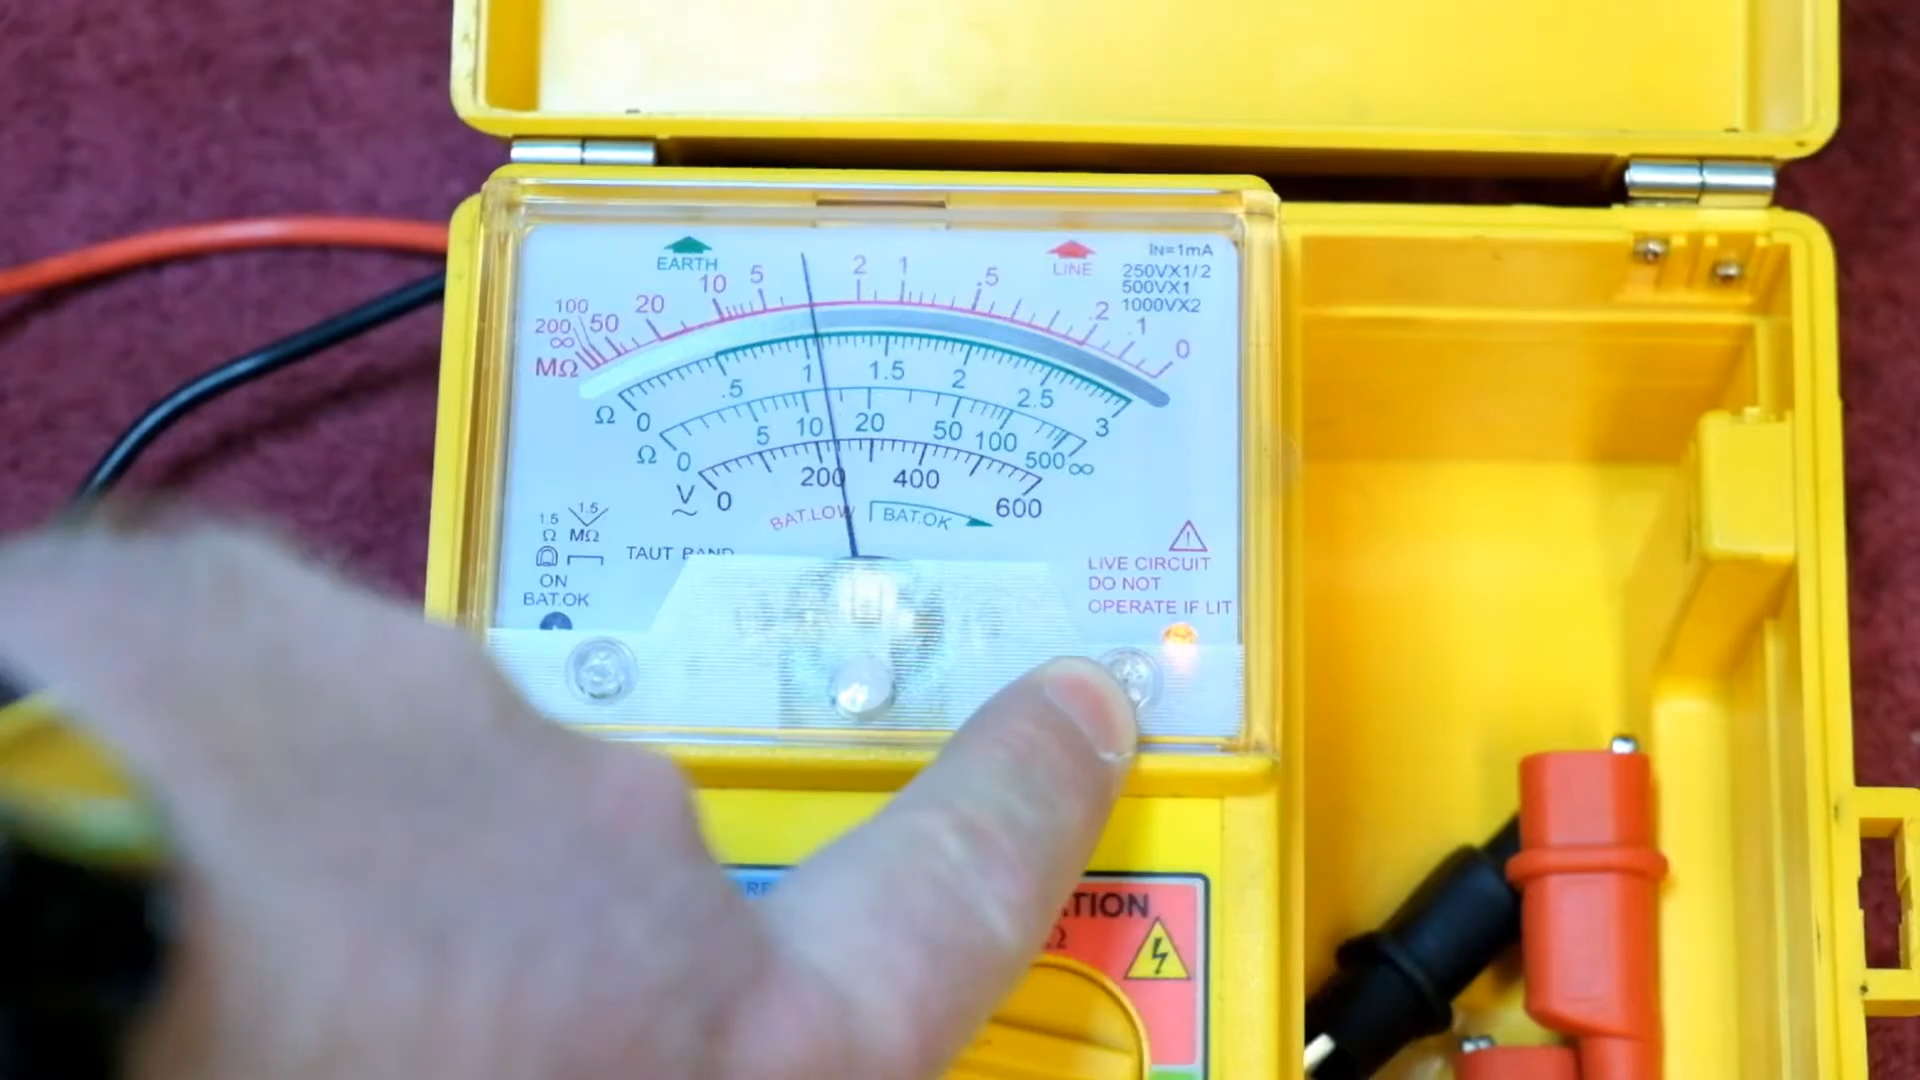 EARTH
LINE
IN=1mA
250VX1/2
500VX1
1000VX2
MΩ ∞ 200 100 50 20 10 5 2 1 .5 .2 .1 0
Ω 0 .5 1 1.5 2 2.5 3
Ω 0 5 10 20 50 100 500 ∞
V 0 200 400 600
BAT.LOW
BAT.OK
1.5 1.5
Ω MΩ
TAUT BAND
ON
BAT.OK
LIVE CIRCUIT
DO NOT
OPERATE IF LIT